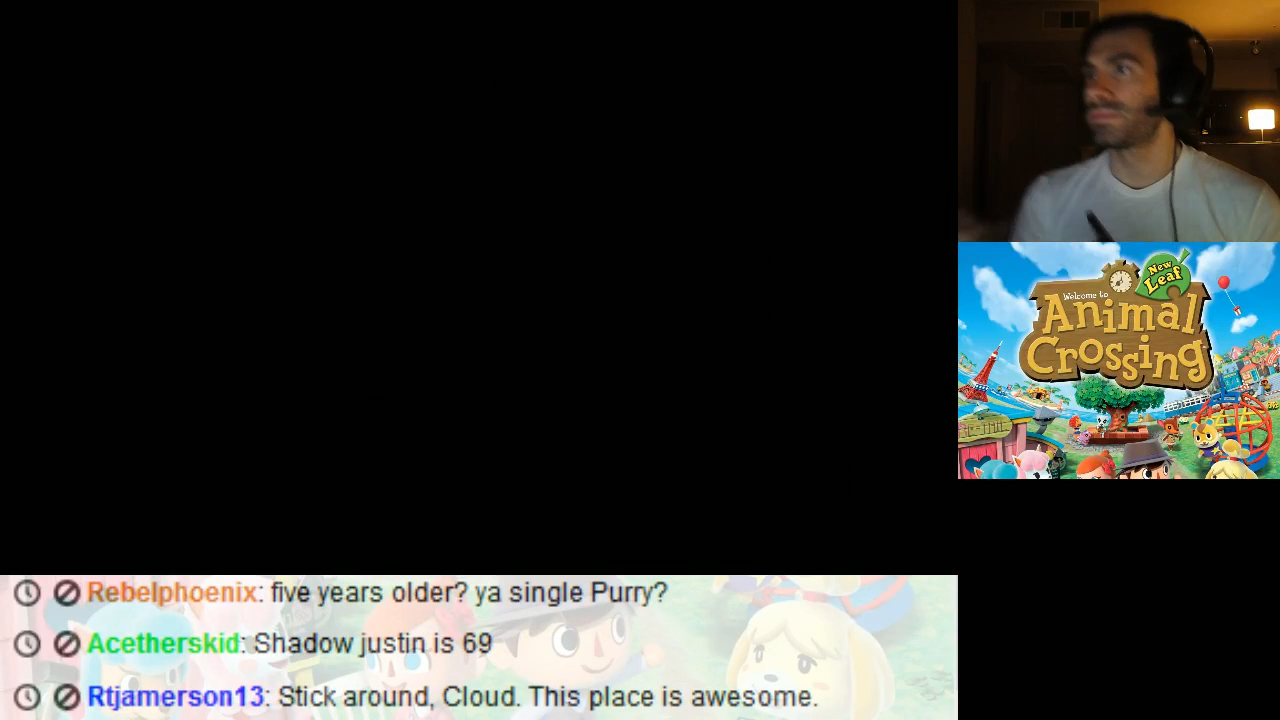 New
Leaf
Welcome to
Animal
Crossing
Rebelphoenix: five years older? ya single Purry?
Acetherskid: Shadow justin is 69
Rtjamerson13: Stick around, Cloud. This place is awesome.